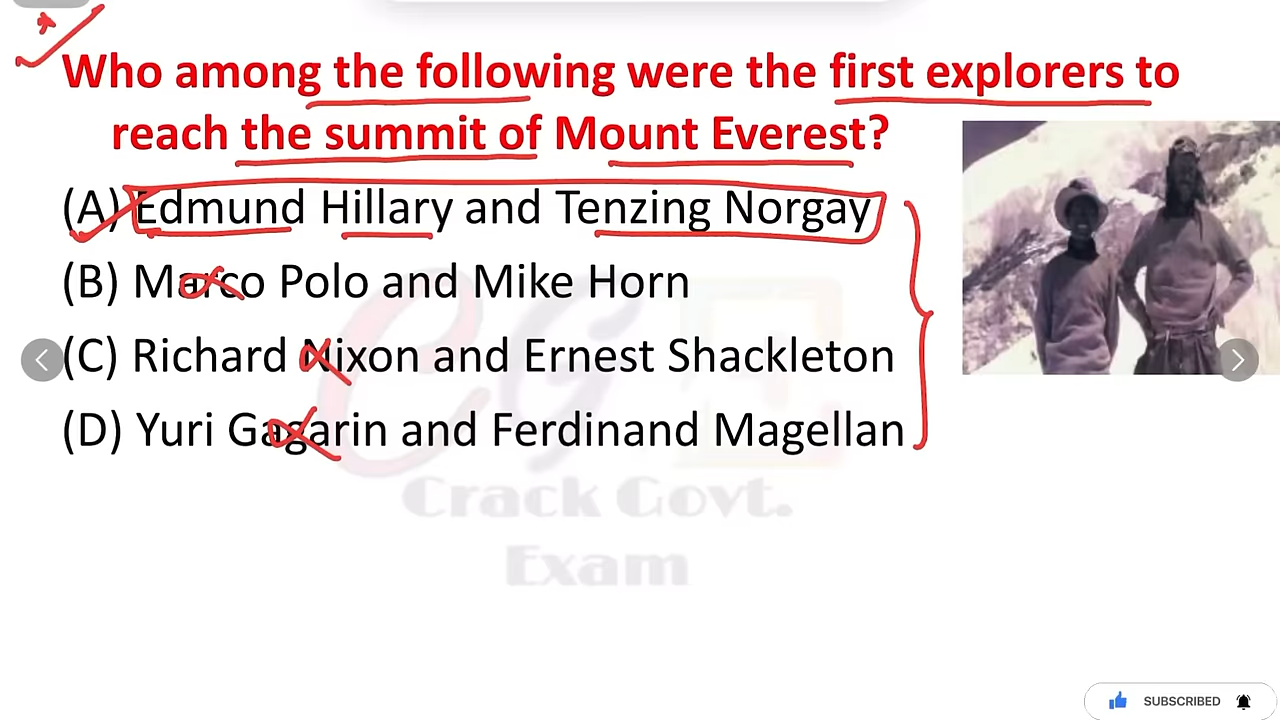 Who among the following were the first explorers to
reach the summit of Mount Everest?
(A) Edmund Hillary and Tenzing Norgay
(B) Marco Polo and Mike Horn
(C) Richard Nixon and Ernest Shackleton
(D) Yuri Gagarin and Ferdinand Magellan
CGE
Crack Govt.
Exam
SUBSCRIBED